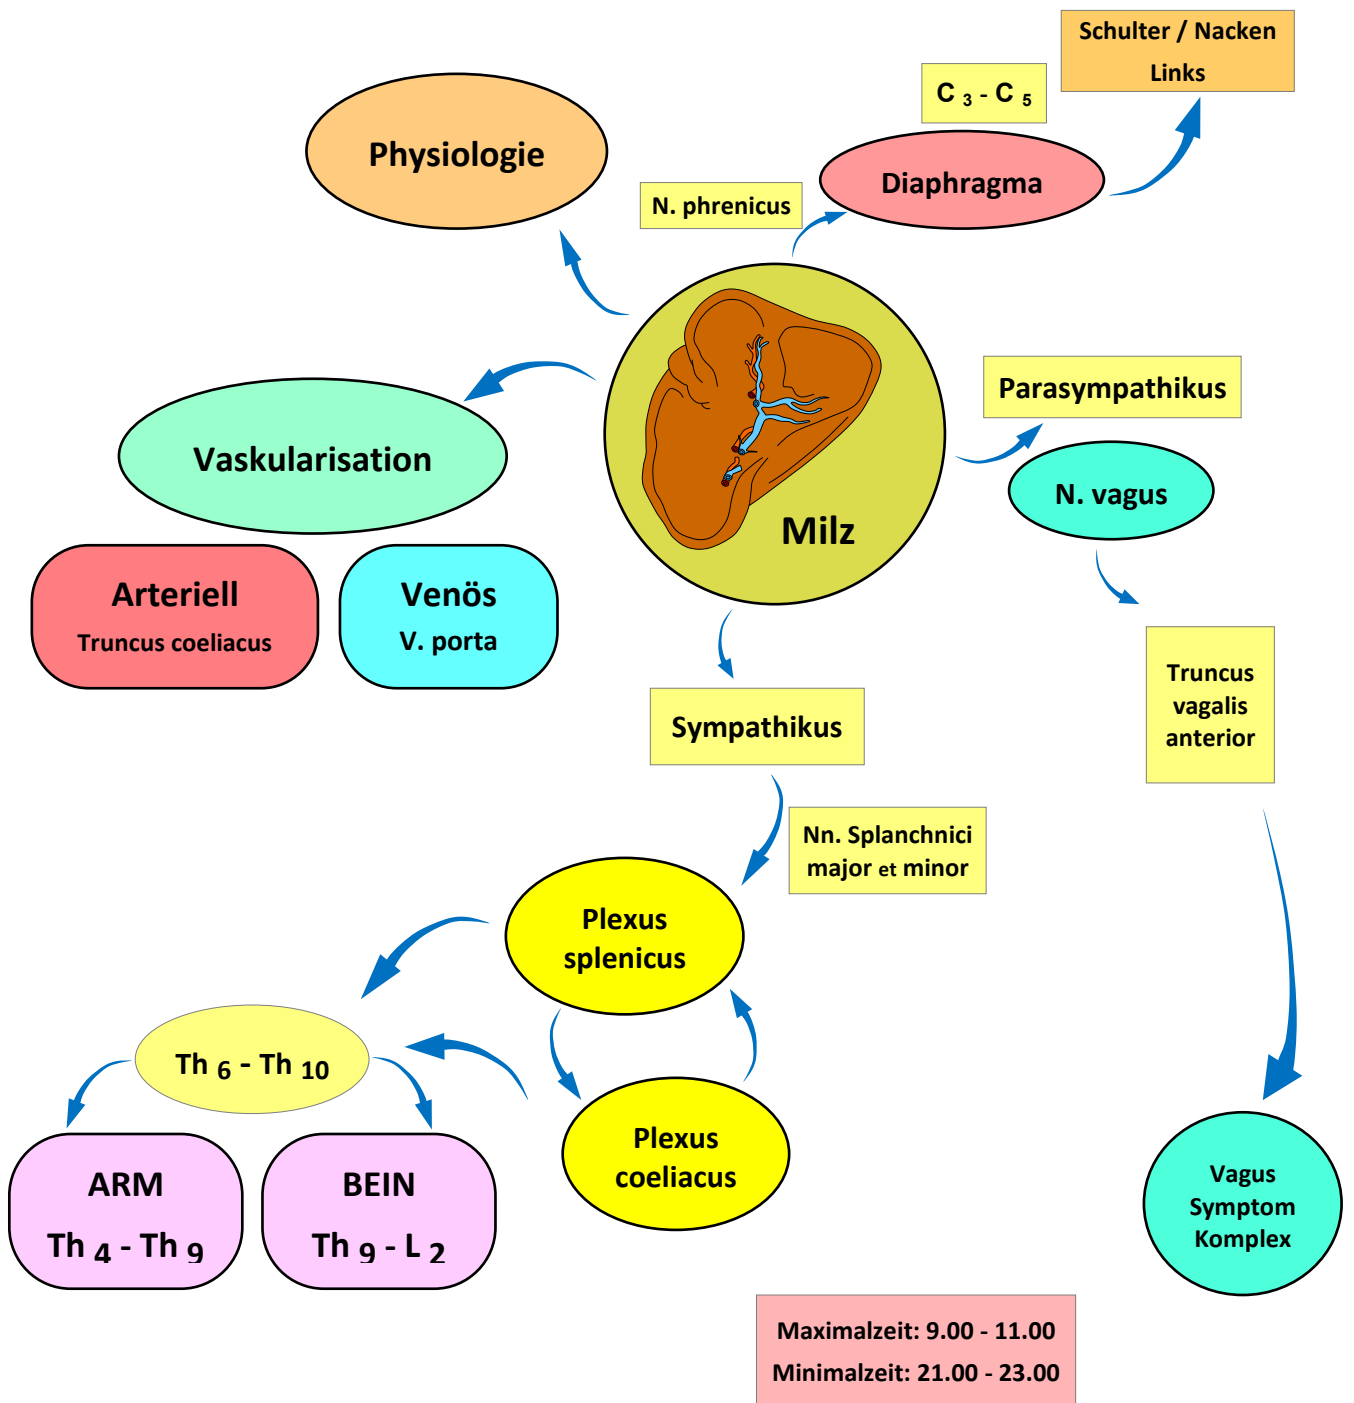 Schulter / Nacken
Links
C 3 - C 5
Physiologie
Diaphragma
N. phrenicus
Parasympathikus
Vaskularisation
N. vagus
Milz
Arteriell
Truncus coeliacus
Venös
V. porta
Truncus
vagalis
anterior
Sympathikus
Nn. Splanchnici
major et minor
Plexus
splenicus
Th 6 - Th 10
Plexus
coeliacus
ARM
Th 4 - Th 9
BEIN
Th 9 - L 2
Vagus
Symptom
Komplex
Maximalzeit: 9.00 - 11.00
Minimalzeit: 21.00 - 23.00